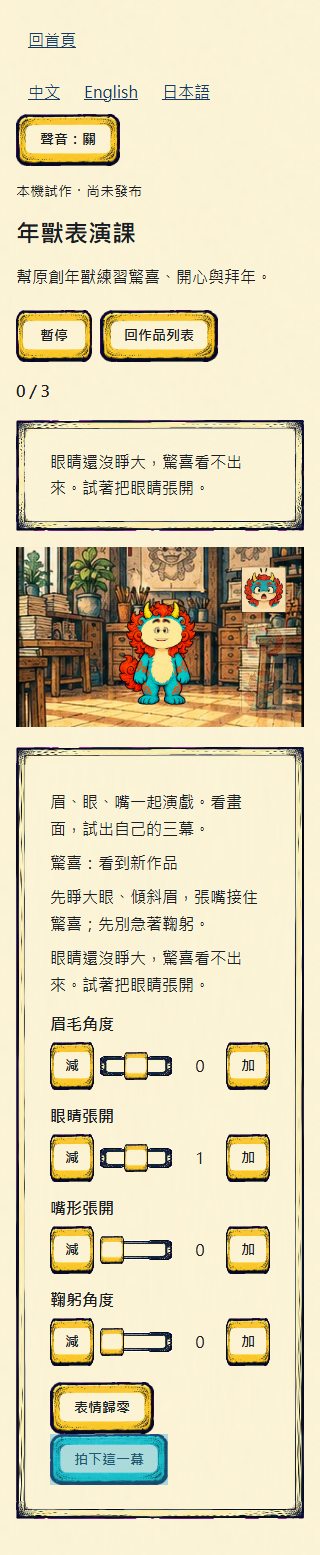 回首頁
中文 English 日本語
聲音：關
本機試作・尚未發布
年獸表演課
幫原創年獸練習驚喜、開心與拜年。
暫停 回作品列表
0 / 3
眼睛還沒睜大，驚喜看不出
來。試著把眼睛張開。
眉、眼、嘴一起演戲。看畫
面，試出自己的三幕。
驚喜：看到新作品
先睜大眼、傾斜眉，張嘴接住
驚喜；先別急著鞠躬。
眼睛還沒睜大，驚喜看不出
來。試著把眼睛張開。
眉毛角度
減 0 加
眼睛張開
減 1 加
嘴形張開
減 0 加
鞠躬角度
減 0 加
表情歸零
拍下這一幕